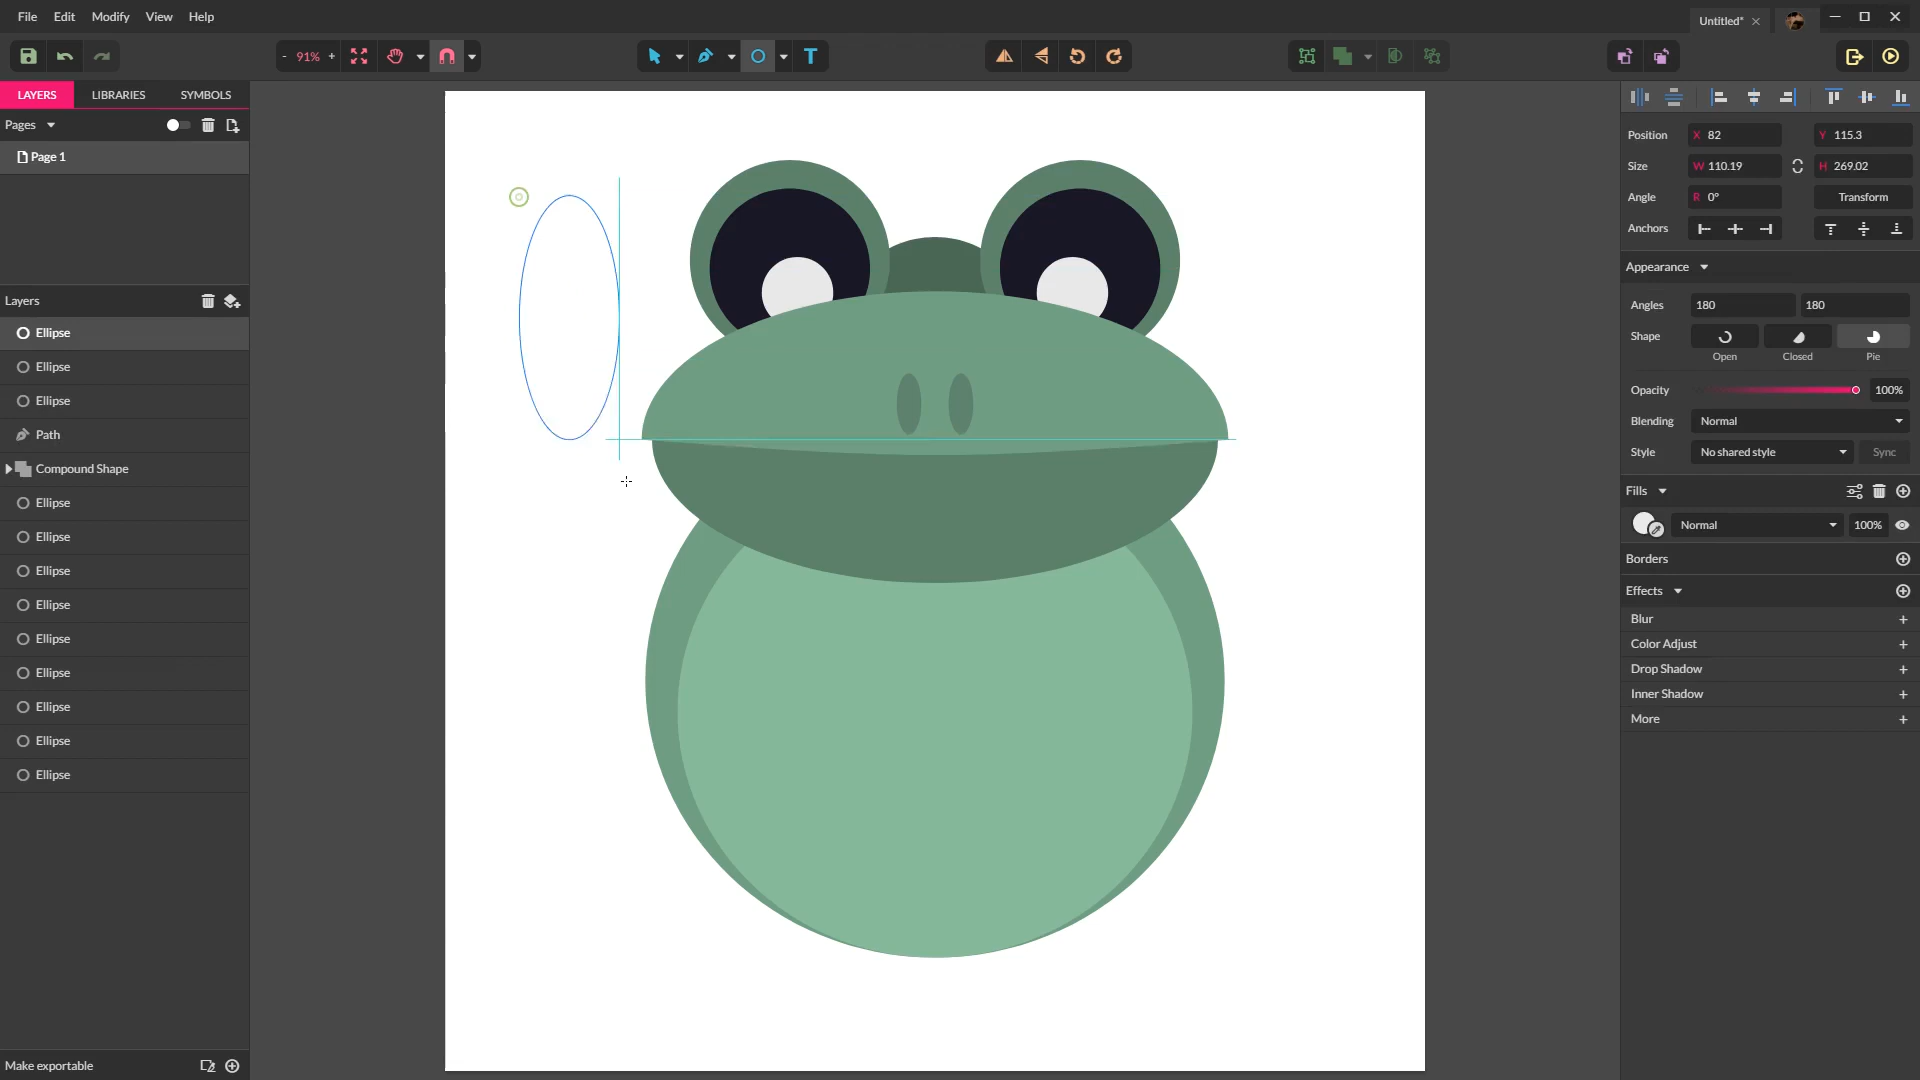 File Edit Modify View Help
Untitled*
- 91% +
T
LAYERS LIBRARIES SYMBOLS
Pages
Page 1
Layers
Ellipse
Ellipse
Ellipse
Path
Compound Shape
Ellipse
Ellipse
Ellipse
Ellipse
Ellipse
Ellipse
Ellipse
Ellipse
Ellipse
Make exportable
Position X 82 Y 115.3
Size W 110.19 H 269.02
Angle R 0° Transform
Anchors
Appearance
Angles 180 180
Shape
Open Closed Pie
Opacity 100%
Blending Normal
Style No shared style Sync
Fills
Normal 100%
Borders
Effects
Blur
Color Adjust
Drop Shadow
Inner Shadow
More